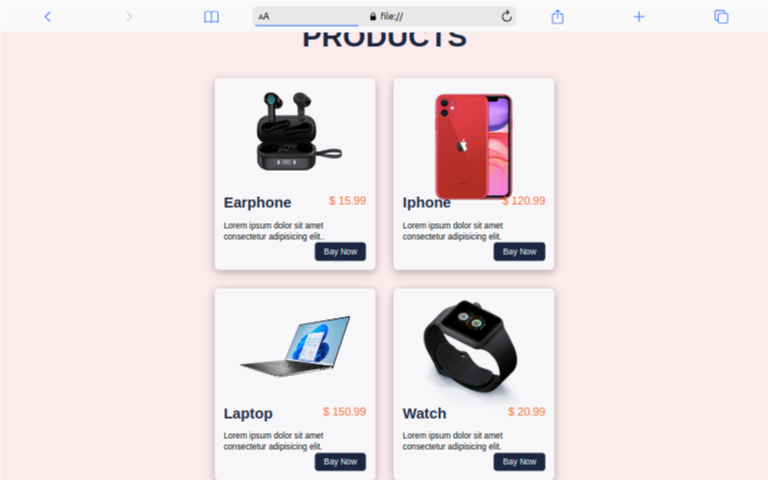 AA
file://
PRODUCTS
Earphone
$ 15.99
Lorem ipsum dolor sit amet
consectetur adipisicing elit..
Bay Now
Iphone
$ 120.99
Lorem ipsum dolor sit amet
consectetur adipisicing elit.
Bay Now
Laptop
$ 150.99
Lorem ipsum dolor sit amet
consectetur adipisicing elit.
Bay Now
Watch
$ 20.99
Lorem ipsum dolor sit amet
consectetur adipisicing elit.
Bay Now